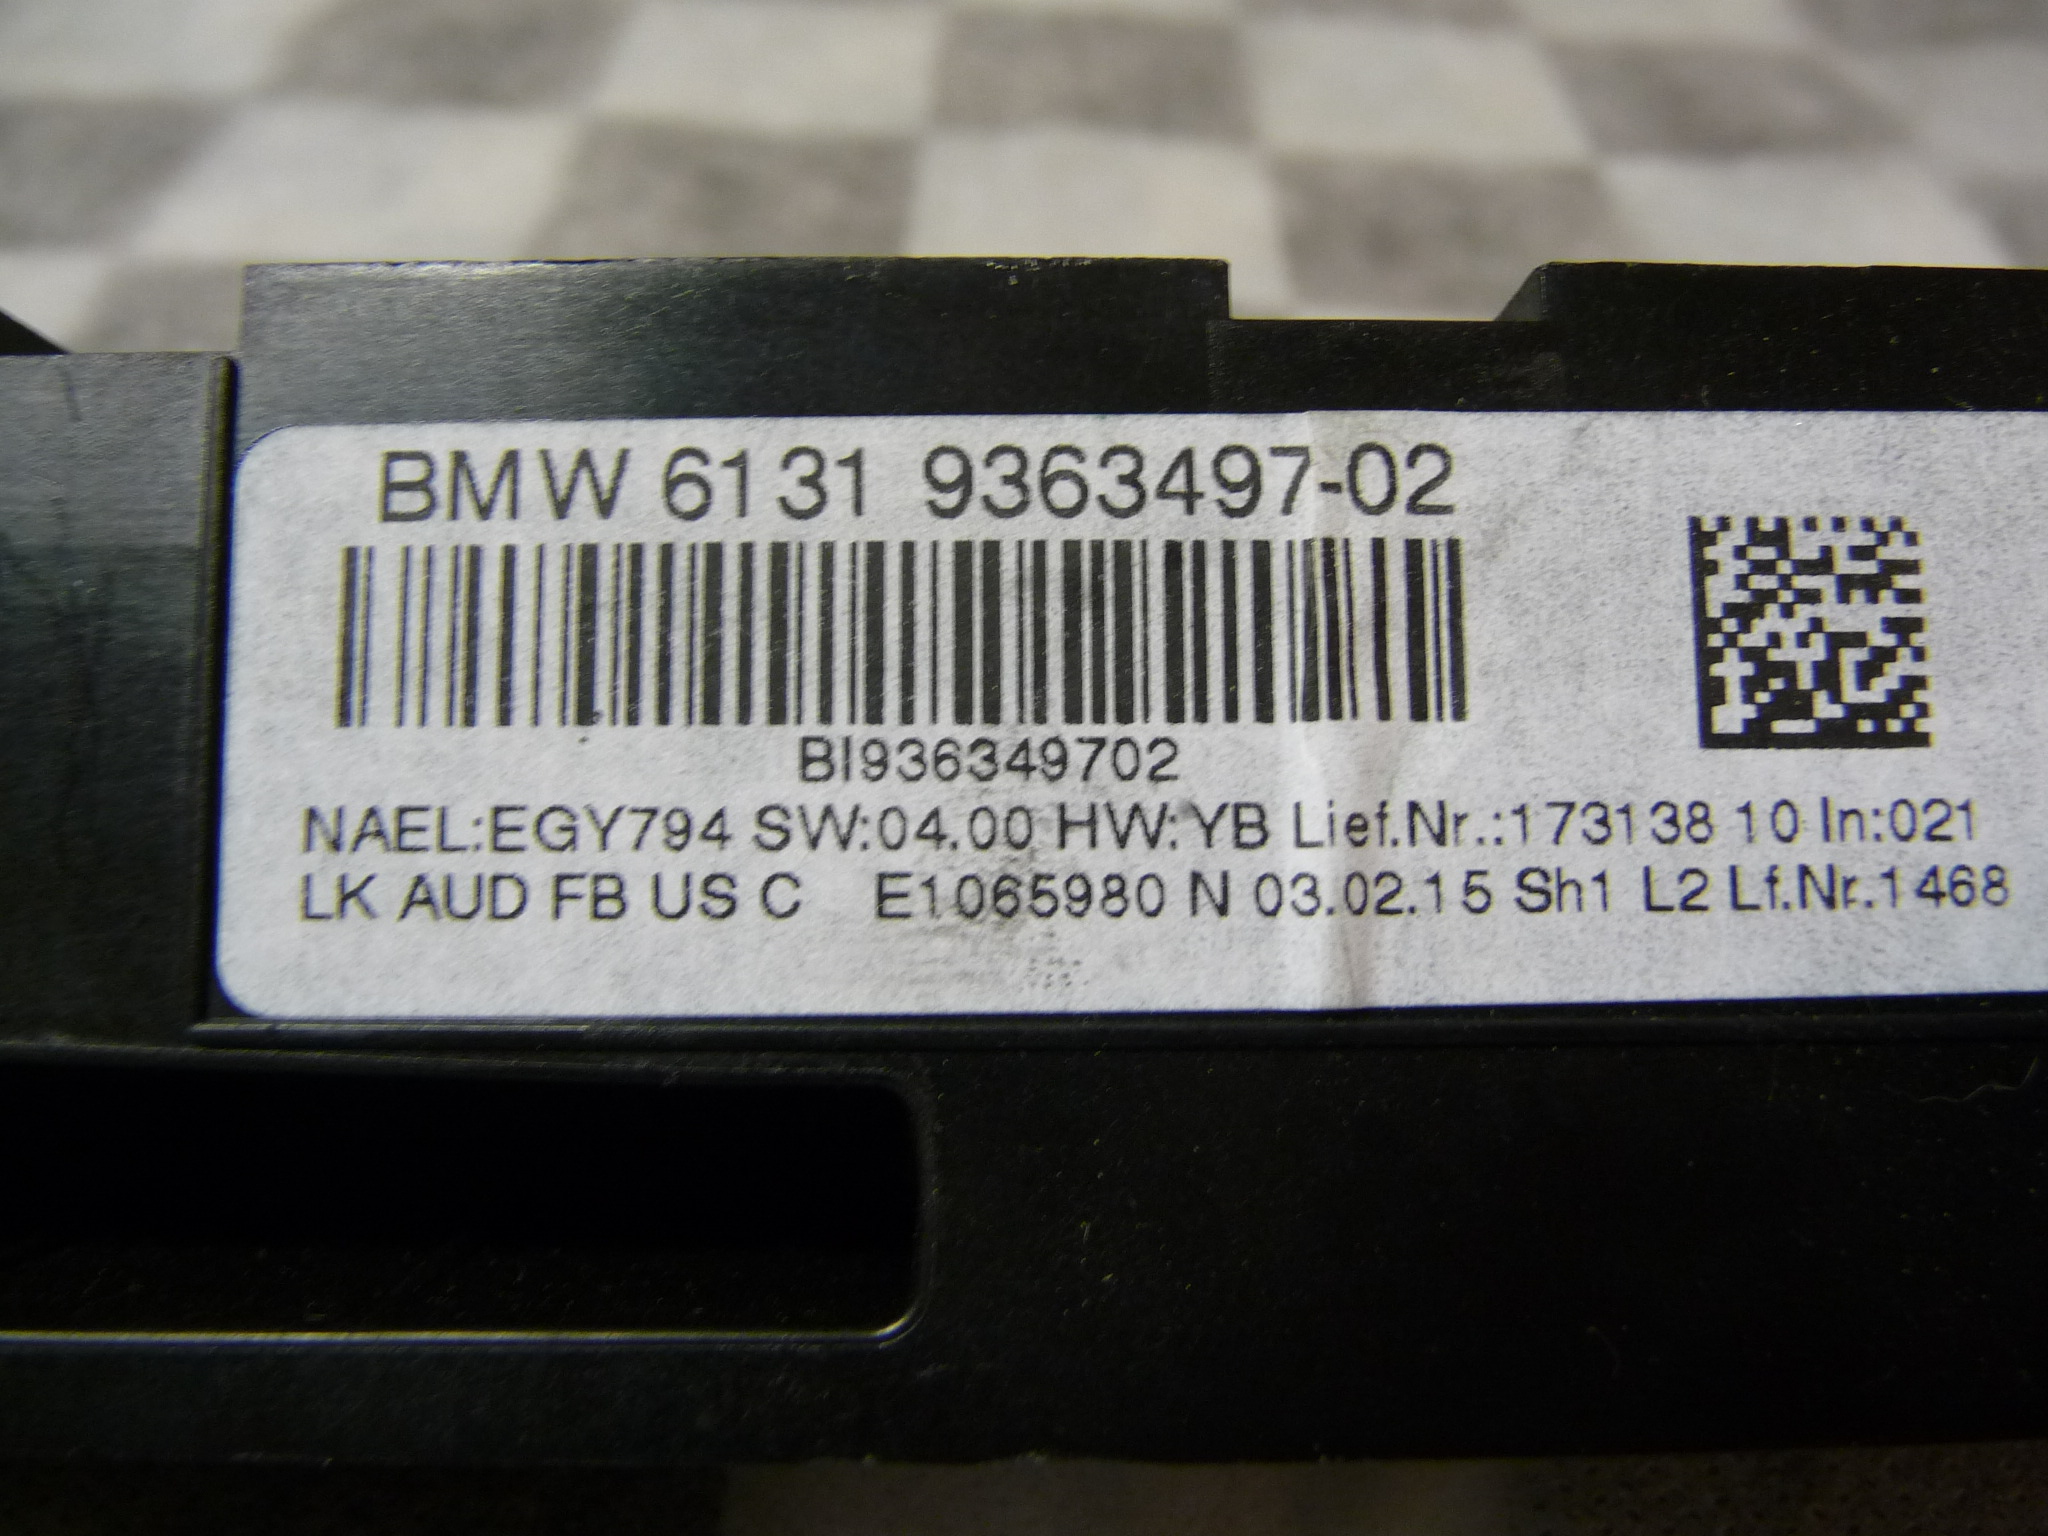 BMW 6131 9363497-02
BI936349702
NAEL:EGY794 SW:04.00 HW:YB Lief.Nr.:173138 10 In:021
LK AUD FB US C E1065980 N 03.02.15 Sh1 L2 Lf.Nr.1468